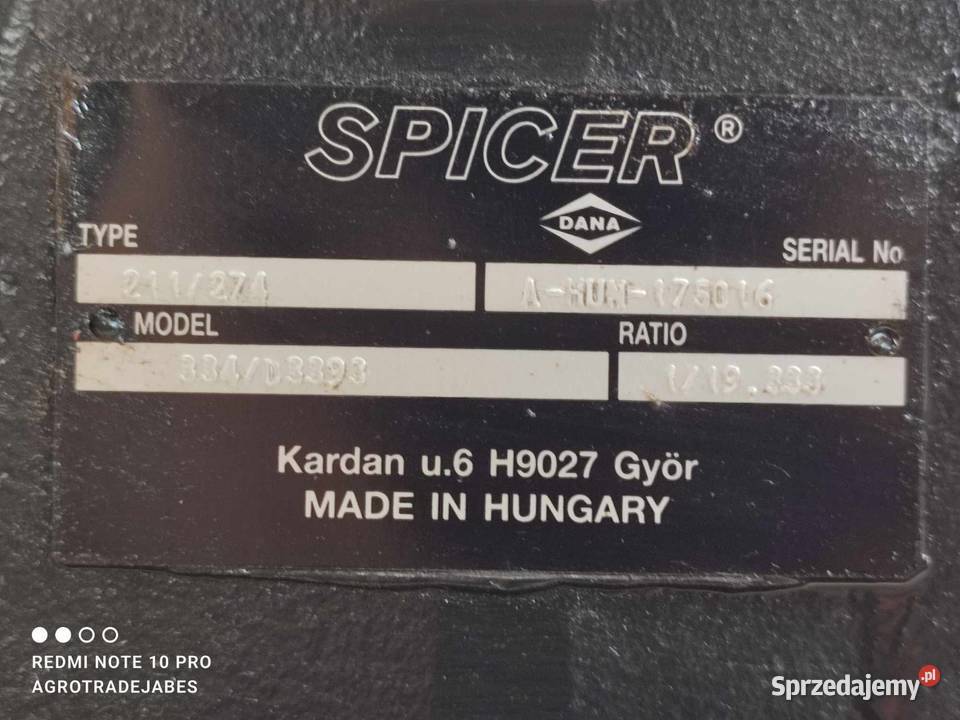 SPICER®
DANA
TYPE
SERIAL No
211/274
A-HUM-175016
MODEL
RATIO
334/D3393
1/19.333
Kardan u.6 H9027 Györ
MADE IN HUNGARY
REDMI NOTE 10 PRO
AGROTRADEJABES
Sprzedajemy.pl